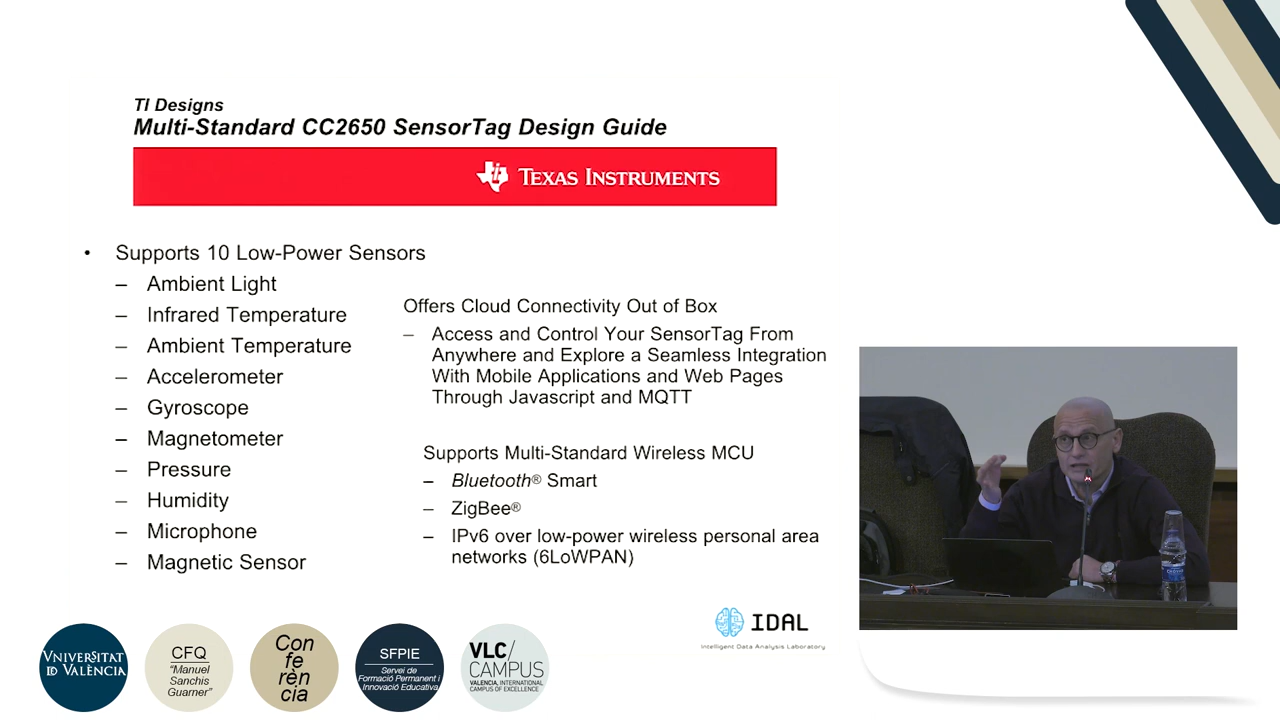 TI Designs
Multi-Standard CC2650 SensorTag Design Guide
TEXAS INSTRUMENTS
• Supports 10 Low-Power Sensors
– Ambient Light
– Infrared Temperature
– Ambient Temperature
– Accelerometer
– Gyroscope
– Magnetometer
– Pressure
– Humidity
– Microphone
– Magnetic Sensor
Offers Cloud Connectivity Out of Box
– Access and Control Your SensorTag From
Anywhere and Explore a Seamless Integration
With Mobile Applications and Web Pages
Through Javascript and MQTT
Supports Multi-Standard Wireless MCU
– Bluetooth® Smart
– ZigBee®
– IPv6 over low-power wireless personal area
networks (6LoWPAN)
IDAL
Intelligent Data Analysis Laboratory
VNIVERSITAT
ID VALÈNCIA
CFQ
"Manuel
Sanchis
Guarner"
Con
fe
rèn
cia
SFPIE
Servei de
Formació Permanent i
Innovació Educativa
VLC/
CAMPUS
VALENCIA, INTERNATIONAL
CAMPUS OF EXCELLENCE